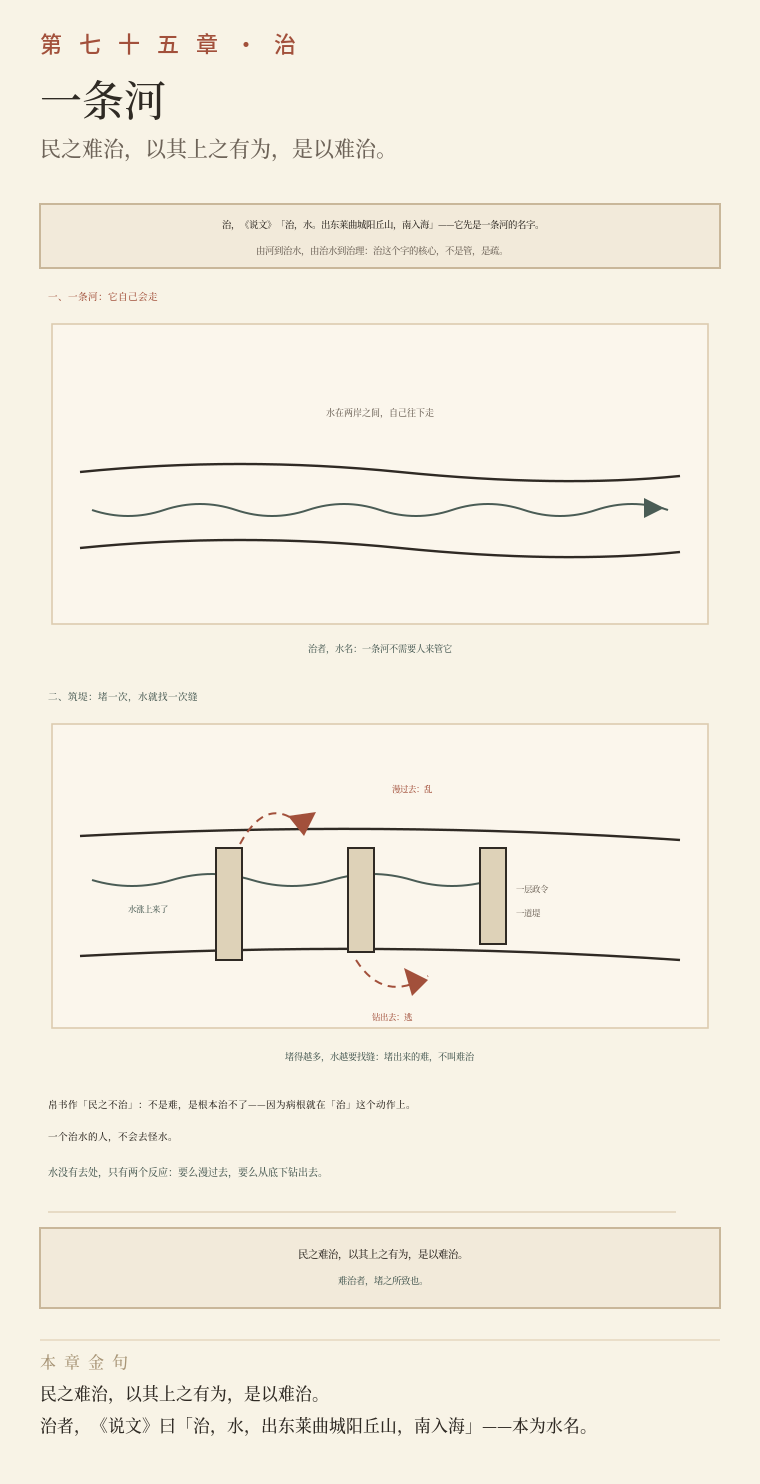 第七十五章·治
一条河
民之难治，以其上之有为，是以难治。
治，《说文》「治，水。出东莱曲城阳丘山，南入海」——它先是一条河的名字。
由河到治水，由治水到治理：治这个字的核心，不是管，是疏。
一、一条河：它自己会走
水在两岸之间，自己往下走
治者，水名：一条河不需要人来管它
二、筑堤：堵一次，水就找一次缝
漫过去：乱
一层政令
水涨上来了
一道堤
钻出去：逃
堵得越多，水越要找缝：堵出来的难，不叫难治
帛书作「民之不治」：不是难，是根本治不了——因为病根就在「治」这个动作上。
一个治水的人，不会去怪水。
水没有去处，只有两个反应：要么漫过去，要么从底下钻出去。
民之难治，以其上之有为，是以难治。
难治者，堵之所致也。
本章金句
民之难治，以其上之有为，是以难治。
治者，《说文》曰「治，水，出东莱曲城阳丘山，南入海」——本为水名。